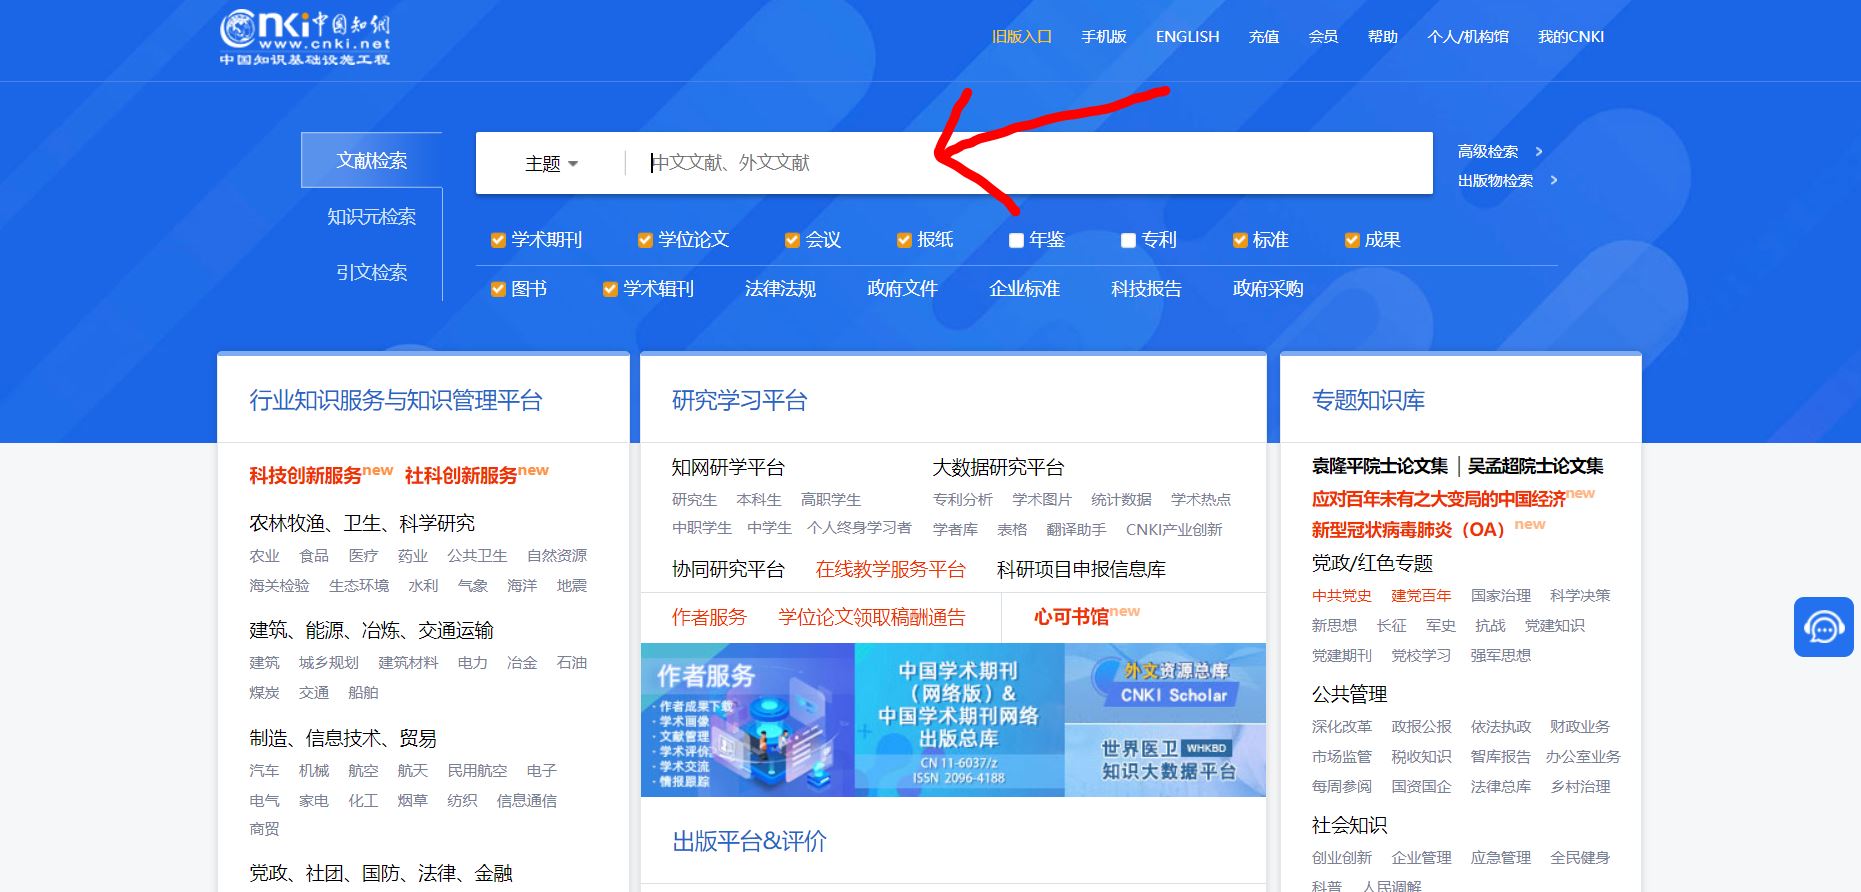 cnki中国知网
www.cnki.net
中国知识基础设施工程
旧版入口 手机版 ENGLISH 充值 会员 帮助 个人/机构馆 我的CNKI
文献检索
知识元检索
引文检索
主题 中文文献、外文文献
高级检索 >
出版物检索 >
学术期刊 学位论文 会议 报纸 年鉴 专利 标准 成果
图书 学术辑刊 法律法规 政府文件 企业标准 科技报告 政府采购
行业知识服务与知识管理平台
科技创新服务new 社科创新服务new
农林牧渔、卫生、科学研究
农业 食品 医疗 药业 公共卫生 自然资源
海关检验 生态环境 水利 气象 海洋 地震
建筑、能源、冶炼、交通运输
建筑 城乡规划 建筑材料 电力 冶金 石油
煤炭 交通 船舶
制造、信息技术、贸易
汽车 机械 航空 航天 民用航空 电子
电气 家电 化工 烟草 纺织 信息通信
商贸
党政、社团、国防、法律、金融
研究学习平台
知网研学平台
研究生 本科生 高职学生
中职学生 中学生 个人终身学习者
大数据研究平台
专利分析 学术图片 统计数据 学术热点
学者库 表格 翻译助手 CNKI产业创新
协同研究平台 在线教学服务平台 科研项目申报信息库
作者服务 学位论文领取稿酬通告 心可书馆new
作者服务
·作者成果下载
·学术画像
·文献管理
·学术评价
·学术交流
·情报跟踪
中国学术期刊
（网络版）&
中国学术期刊网络
出版总库
CN 11-6037/z
ISSN 2096-4188
外文资源总库
CNKI Scholar
世界医卫 WHKBD
知识大数据平台
出版平台&评价
专题知识库
袁隆平院士论文集 | 吴孟超院士论文集
应对百年未有之大变局的中国经济new
新型冠状病毒肺炎（OA）new
党政/红色专题
中共党史 建党百年 国家治理 科学决策
新思想 长征 军史 抗战 党建知识
党建期刊 党校学习 强军思想
公共管理
深化改革 政报公报 依法执政 财政业务
市场监管 税收知识 智库报告 办公室业务
每周参阅 国资国企 法律总库 乡村治理
社会知识
创业创新 企业管理 应急管理 全民健身
科普 人民调解